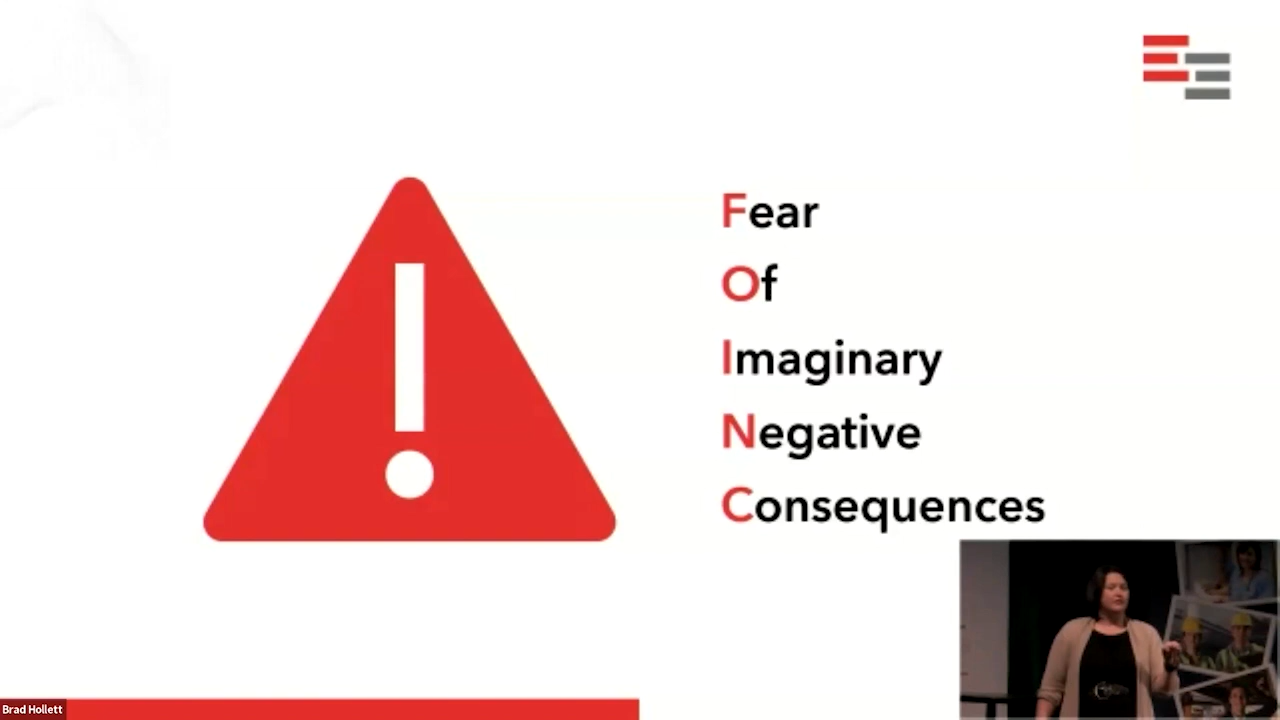 Fear
Of
Imaginary
Negative
Consequences
Brad Hollett